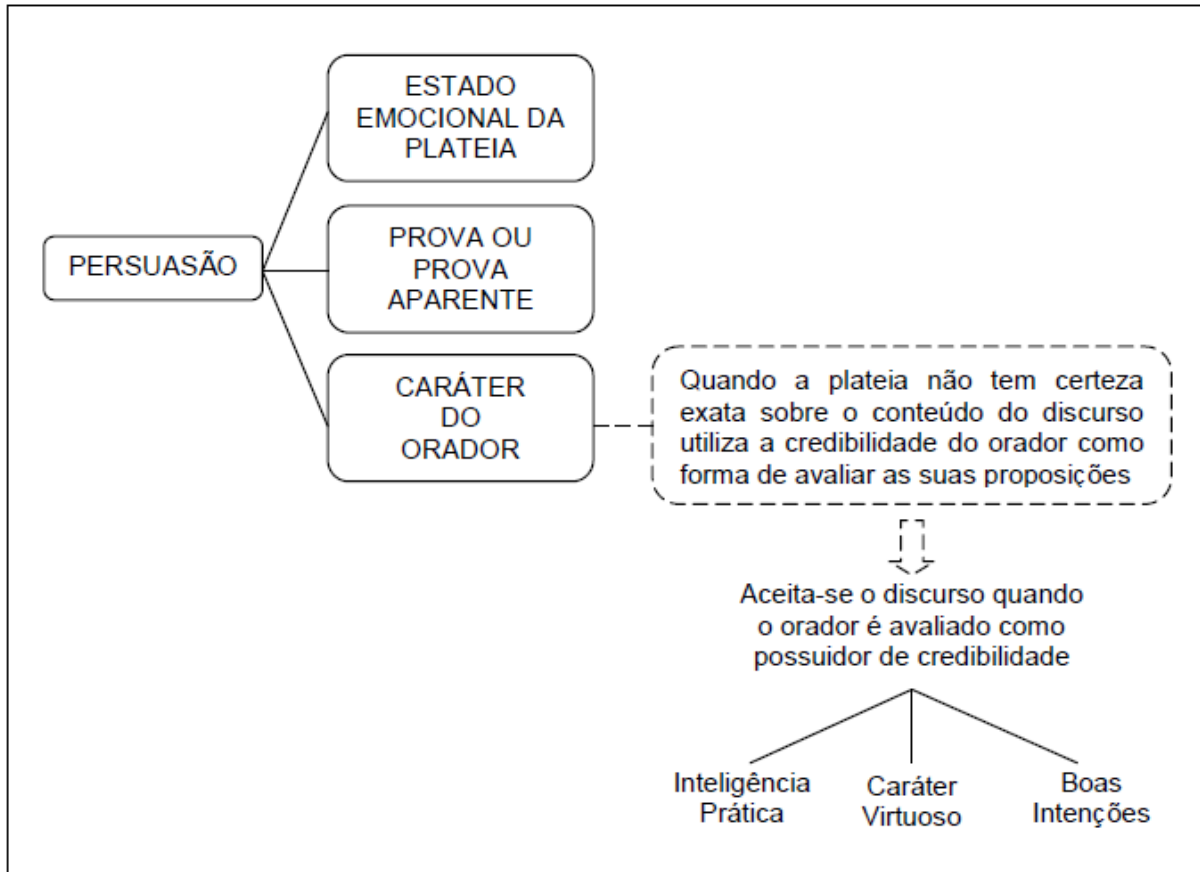 ESTADO
EMOCIONAL DA
PLATEIA
PERSUASÃO
PROVA OU
PROVA
APARENTE
CARÁTER
DO
ORADOR
Quando a plateia não tem certeza
exata sobre o conteúdo do discurso
utiliza a credibilidade do orador como
forma de avaliar as suas proposições
Aceita-se o discurso quando
o orador é avaliado como
possuidor de credibilidade
Inteligência
Prática
Caráter
Virtuoso
Boas
Intenções